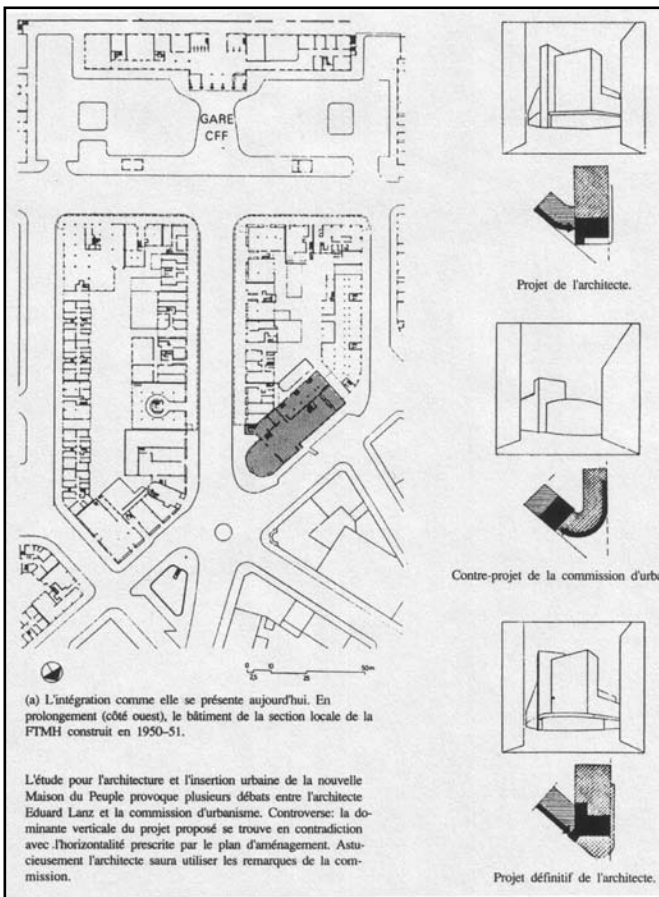 GARE
CFF
Projet de l'architecte.
Contre-projet de la commission d'urba
0 10 50m
2,5 25
(a) L'intégration comme elle se présente aujourd'hui. En
prolongement (côté ouest), le bâtiment de la section locale de la
FTMH construit en 1950–51.
L'étude pour l'architecture et l'insertion urbaine de la nouvelle
Maison du Peuple provoque plusieurs débats entre l'architecte
Eduard Lanz et la commission d'urbanisme. Controverse: la do-
minante verticale du projet proposé se trouve en contradiction
avec l'horizontalité prescrite par le plan d'aménagement. Astu-
cieusement l'architecte saura utiliser les remarques de la com-
mission.
Projet définitif de l'architecte.